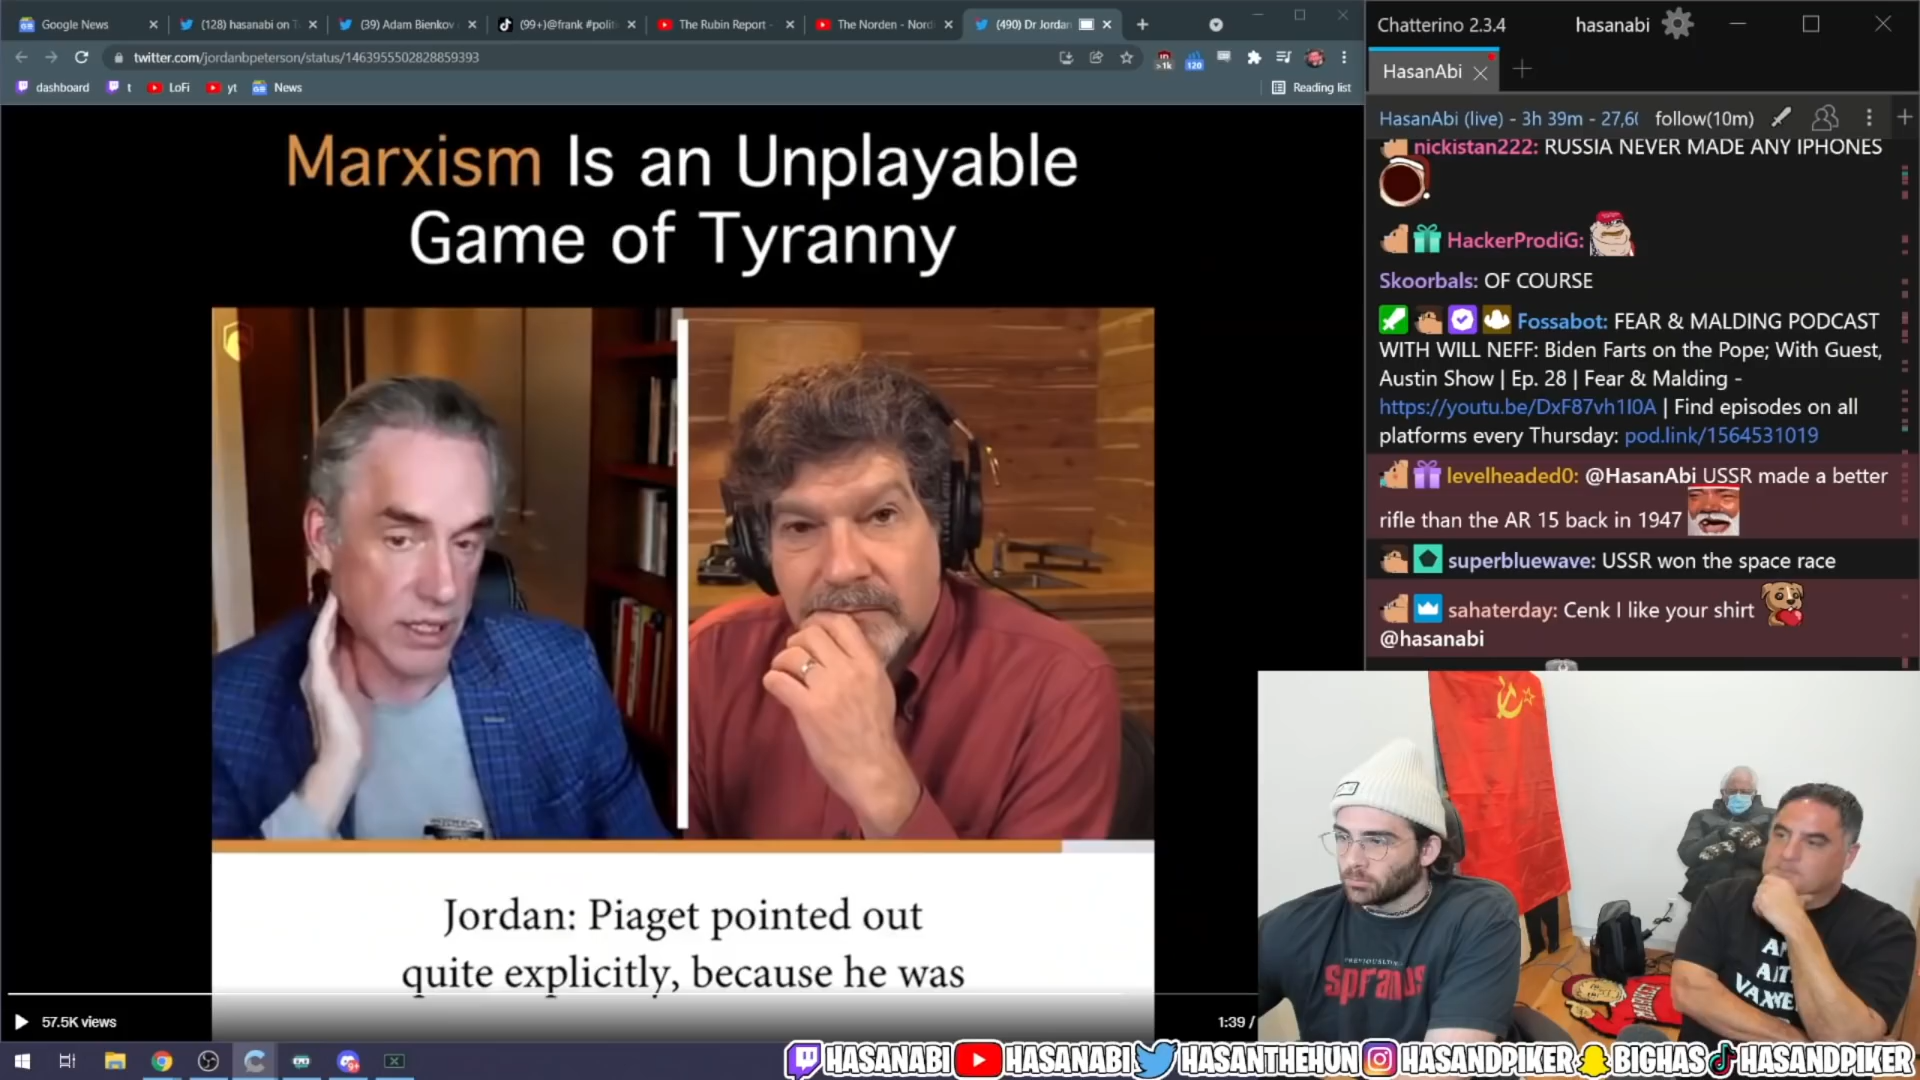 Google News
(128) hasanabi on T
(39) Adam Bienkov
(99+)@frank #polit
The Rubin Report -
The Norden - Nord
(490) Dr Jordan
twitter.com/jordanbpeterson/status/1463955502828859393
>1k
120
dashboard
t
LoFi
yt
News
Reading list
Marxism Is an Unplayable
Game of Tyranny
Jordan: Piaget pointed out
quite explicitly, because he was
57.5K views
1:39 /
Chatterino 2.3.4
hasanabi
HasanAbi
HasanAbi (live) - 3h 39m - 27,6
follow(10m)
nickistan222: RUSSIA NEVER MADE ANY IPHONES
HackerProdiG:
Skoorbals: OF COURSE
Fossabot: FEAR & MALDING PODCAST
WITH WILL NEFF: Biden Farts on the Pope; With Guest,
Austin Show | Ep. 28 | Fear & Malding -
https://youtu.be/DxF87vh1I0A | Find episodes on all
platforms every Thursday: pod.link/1564531019
levelheaded0: @HasanAbi USSR made a better
rifle than the AR 15 back in 1947
superbluewave: USSR won the space race
sahaterday: Cenk I like your shirt
@hasanabi
HASANABI HASANABI HASANTHEHUN HASANDPIKER BIGHAS HASANDPIKER